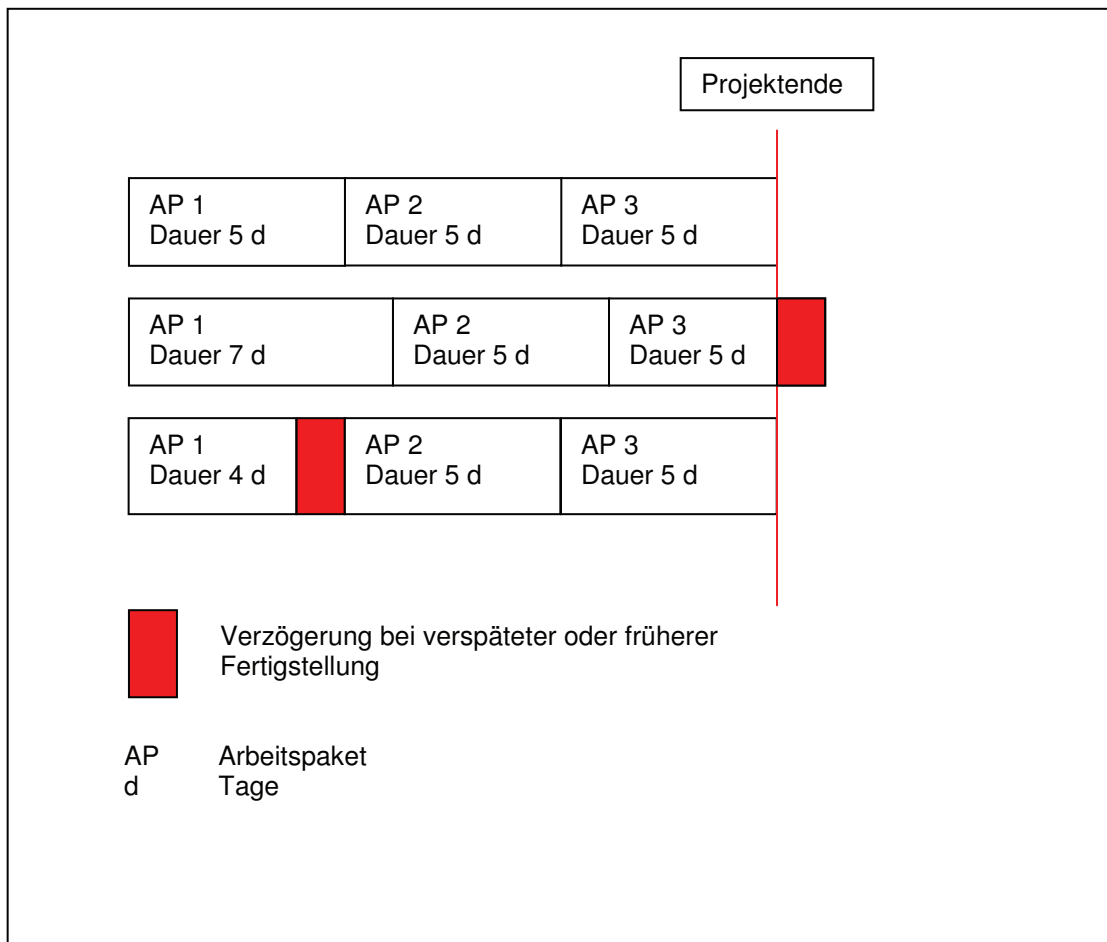 Projektende
AP 1
Dauer 5 d
AP 2
Dauer 5 d
AP 3
Dauer 5 d
AP 1
Dauer 7 d
AP 2
Dauer 5 d
AP 3
Dauer 5 d
AP 1
Dauer 4 d
AP 2
Dauer 5 d
AP 3
Dauer 5 d
Verzögerung bei verspäteter oder früherer
Fertigstellung
AP Arbeitspaket
d Tage